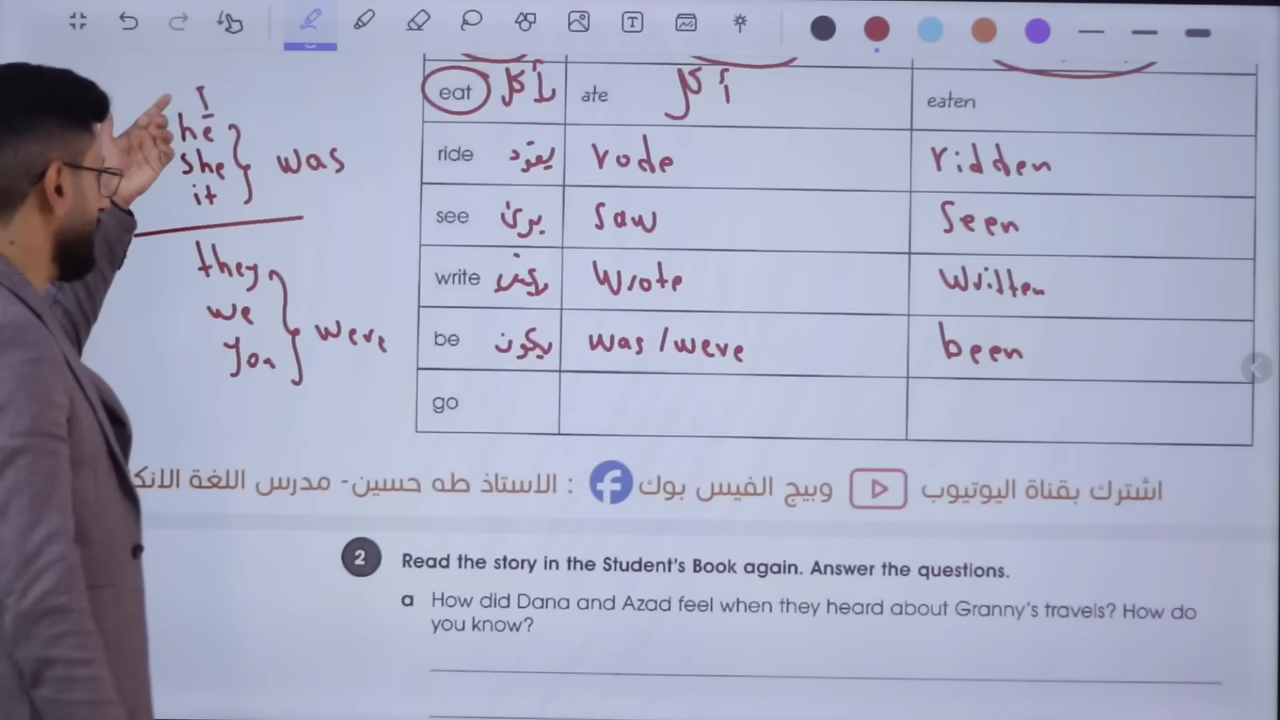 I
he
she
it
was
they
we
you
were
eat يأكل ate أكل eaten
ride يقود rode ridden
see يرى saw seen
write يكتب wrote written
be يكون was/were been
go
اشترك بقناة اليوتيوب وبيج الفيس بوك : الاستاذ طه حسين- مدرس اللغة
2 Read the story in the Student's Book again. Answer the questions.
a How did Dana and Azad feel when they heard about Granny's travels? How do
you know?